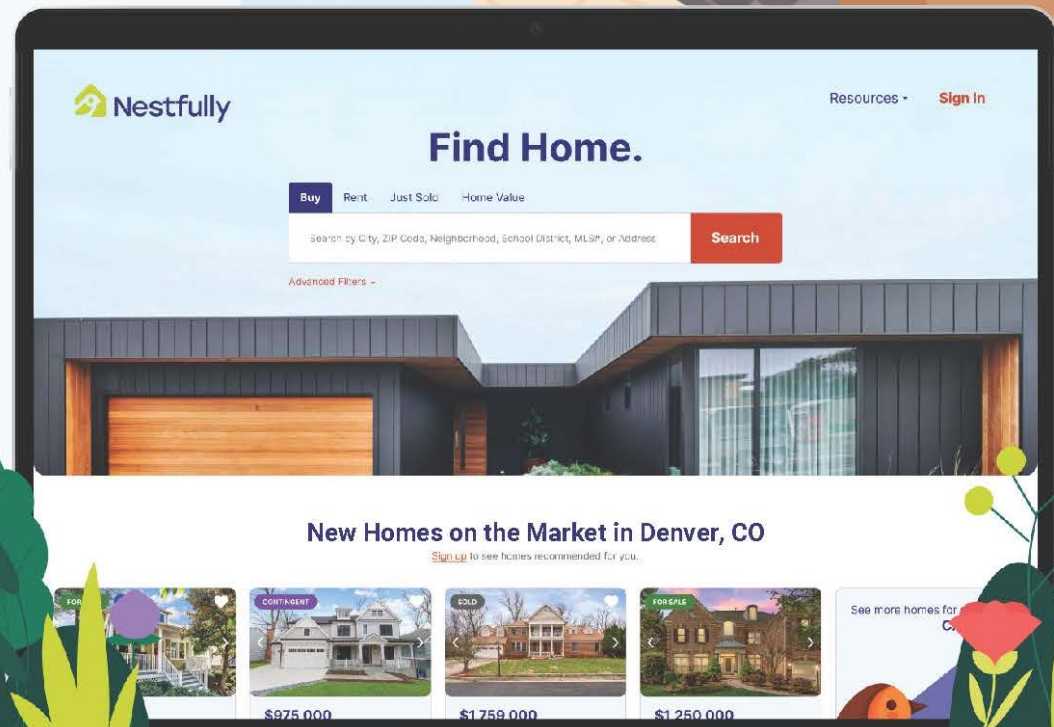 Nestfully
Resources
Sign In
Find Home.
Buy Rent Just Sold Home Value
Search by City, ZIP Code, Neighborhood, School District, MLS#, or Address
Search
Advanced Filters
New Homes on the Market in Denver, CO
Sign up to see homes recommended for you.
FOR
CONTINGENT
SOLD
FOR SALE
See more homes for
$975,000
$1,759,000
$1,250,000